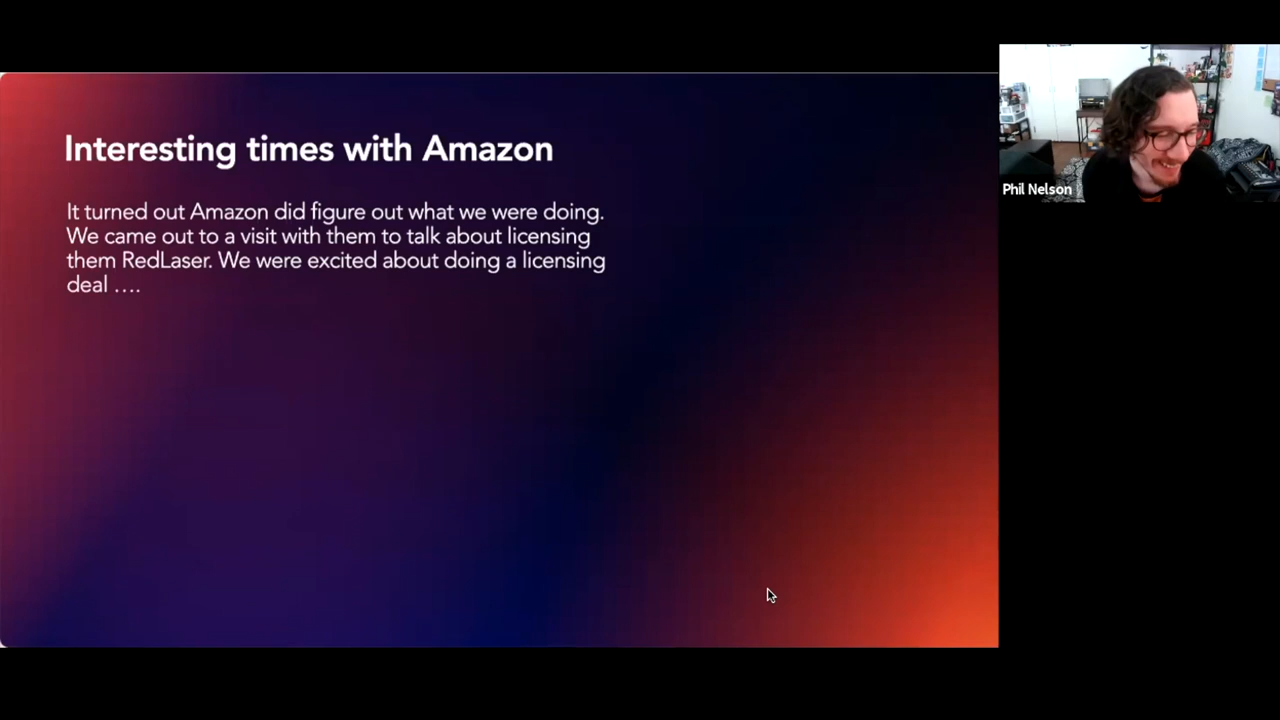 Interesting times with Amazon
It turned out Amazon did figure out what we were doing.
We came out to a visit with them to talk about licensing
them RedLaser. We were excited about doing a licensing
deal ....
Phil Nelson